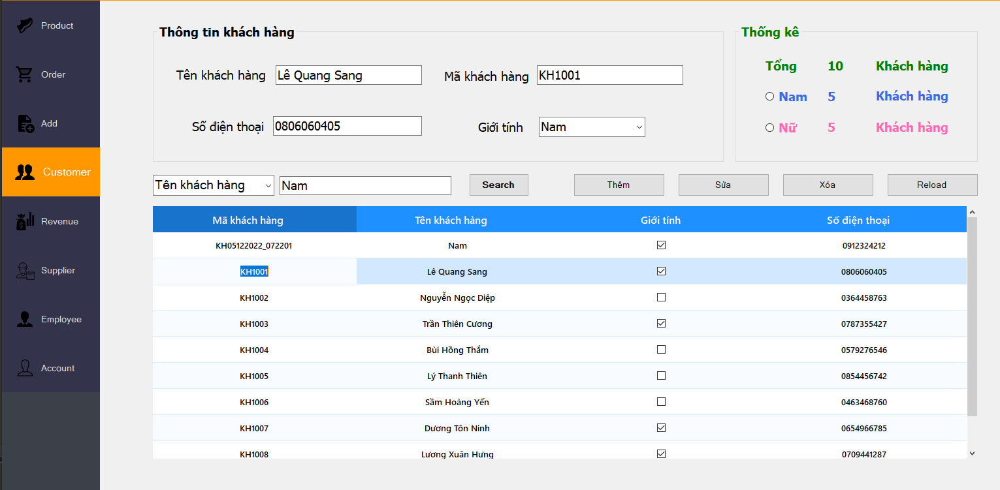 Product
Order
Add
Customer
Revenue
Supplier
Employee
Account
Thông tin khách hàng
Tên khách hàng Lê Quang Sang Mã khách hàng KH1001
Số điện thoại 0806060405 Giới tính Nam
Thống kê
Tổng 10 Khách hàng
Nam 5 Khách hàng
Nữ 5 Khách hàng
Tên khách hàng Nam Search Thêm Sửa Xóa Reload
Mã khách hàng Tên khách hàng Giới tính Số điện thoại
KH05122022_072201 Nam 0912324212
KH1001 Lê Quang Sang 0806060405
KH1002 Nguyễn Ngọc Diệp 0364458763
KH1003 Trần Thiên Cương 0787355427
KH1004 Bùi Hồng Thắm 0579276546
KH1005 Lý Thanh Thiên 0854456742
KH1006 Sầm Hoàng Yến 0463468760
KH1007 Dương Tôn Ninh 0654966785
KH1008 Lương Xuân Hưng 0709441287